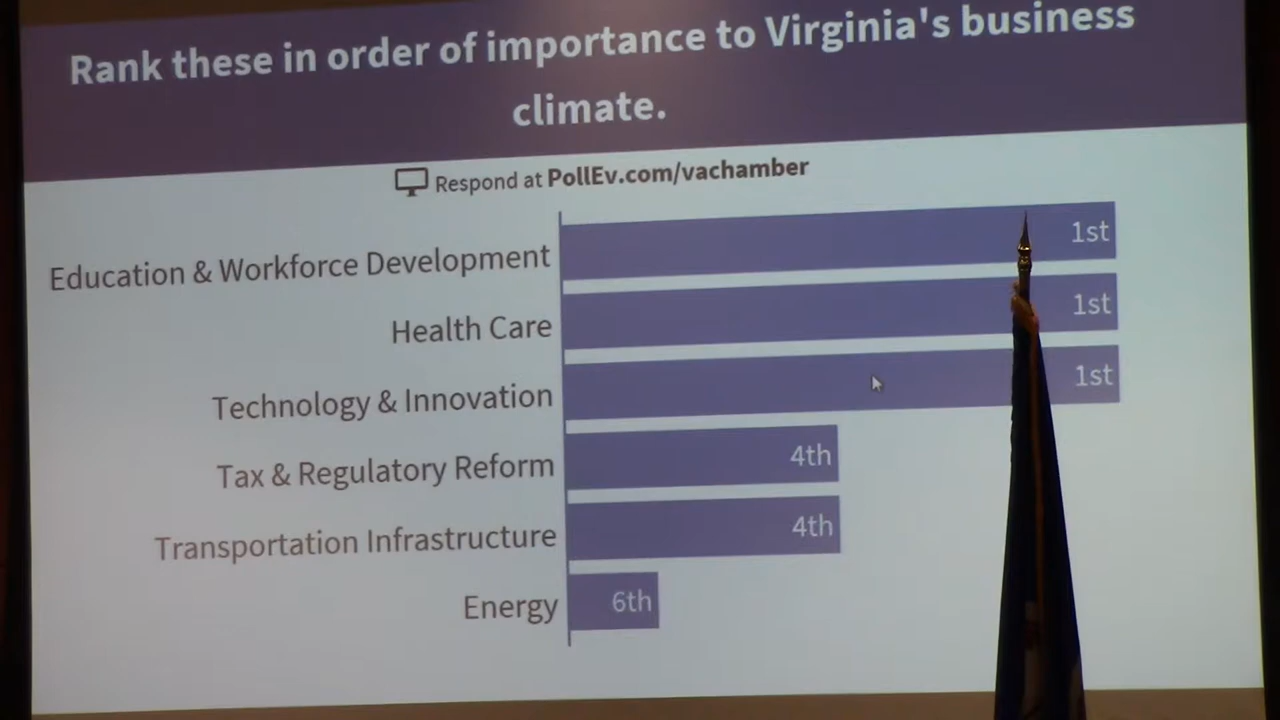 Rank these in order of importance to Virginia's business
climate.
Respond at PollEv.com/vachamber
Education & Workforce Development 1st
Health Care 1st
Technology & Innovation 1st
Tax & Regulatory Reform 4th
Transportation Infrastructure 4th
Energy 6th